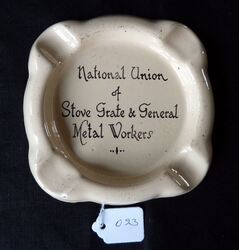 National Union
of
Stove Grate & General
Metal Workers
023